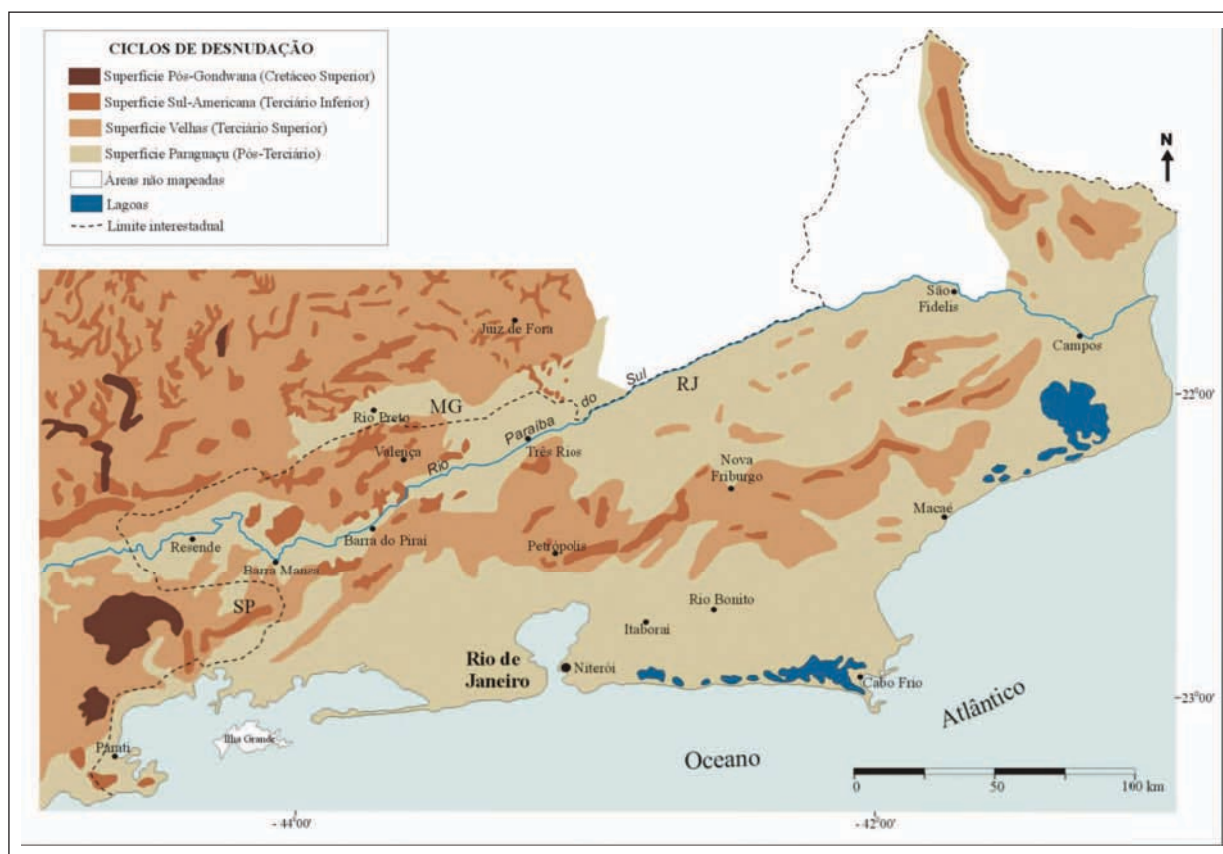 CICLOS DE DESNUDAÇÃO
Superfície Pós-Gondwana (Cretáceo Superior)
Superfície Sul-Americana (Terciário Inferior)
Superfície Velhas (Terciário Superior)
Superfície Paraguaçu (Pós-Terciário)
Áreas não mapeadas
Lagoas
Limite interestadual
N
São
Fidelis
Campos
Juiz de Fora
Sul
RJ
22°00'
MG
do
Rio Preto
Paraíba
Três Rios
Valença
Rio
Nova
Friburgo
Macaé
Resende
Barra do Piraí
Petrópolis
Barra Mansa
SP
Rio Bonito
Itaboraí
Rio de
Janeiro
Niterói
Cabo Frio
23°00'
Atlântico
Ilha Grande
Parati
Oceano
0 50 100 km
- 44°00'
- 42°00'